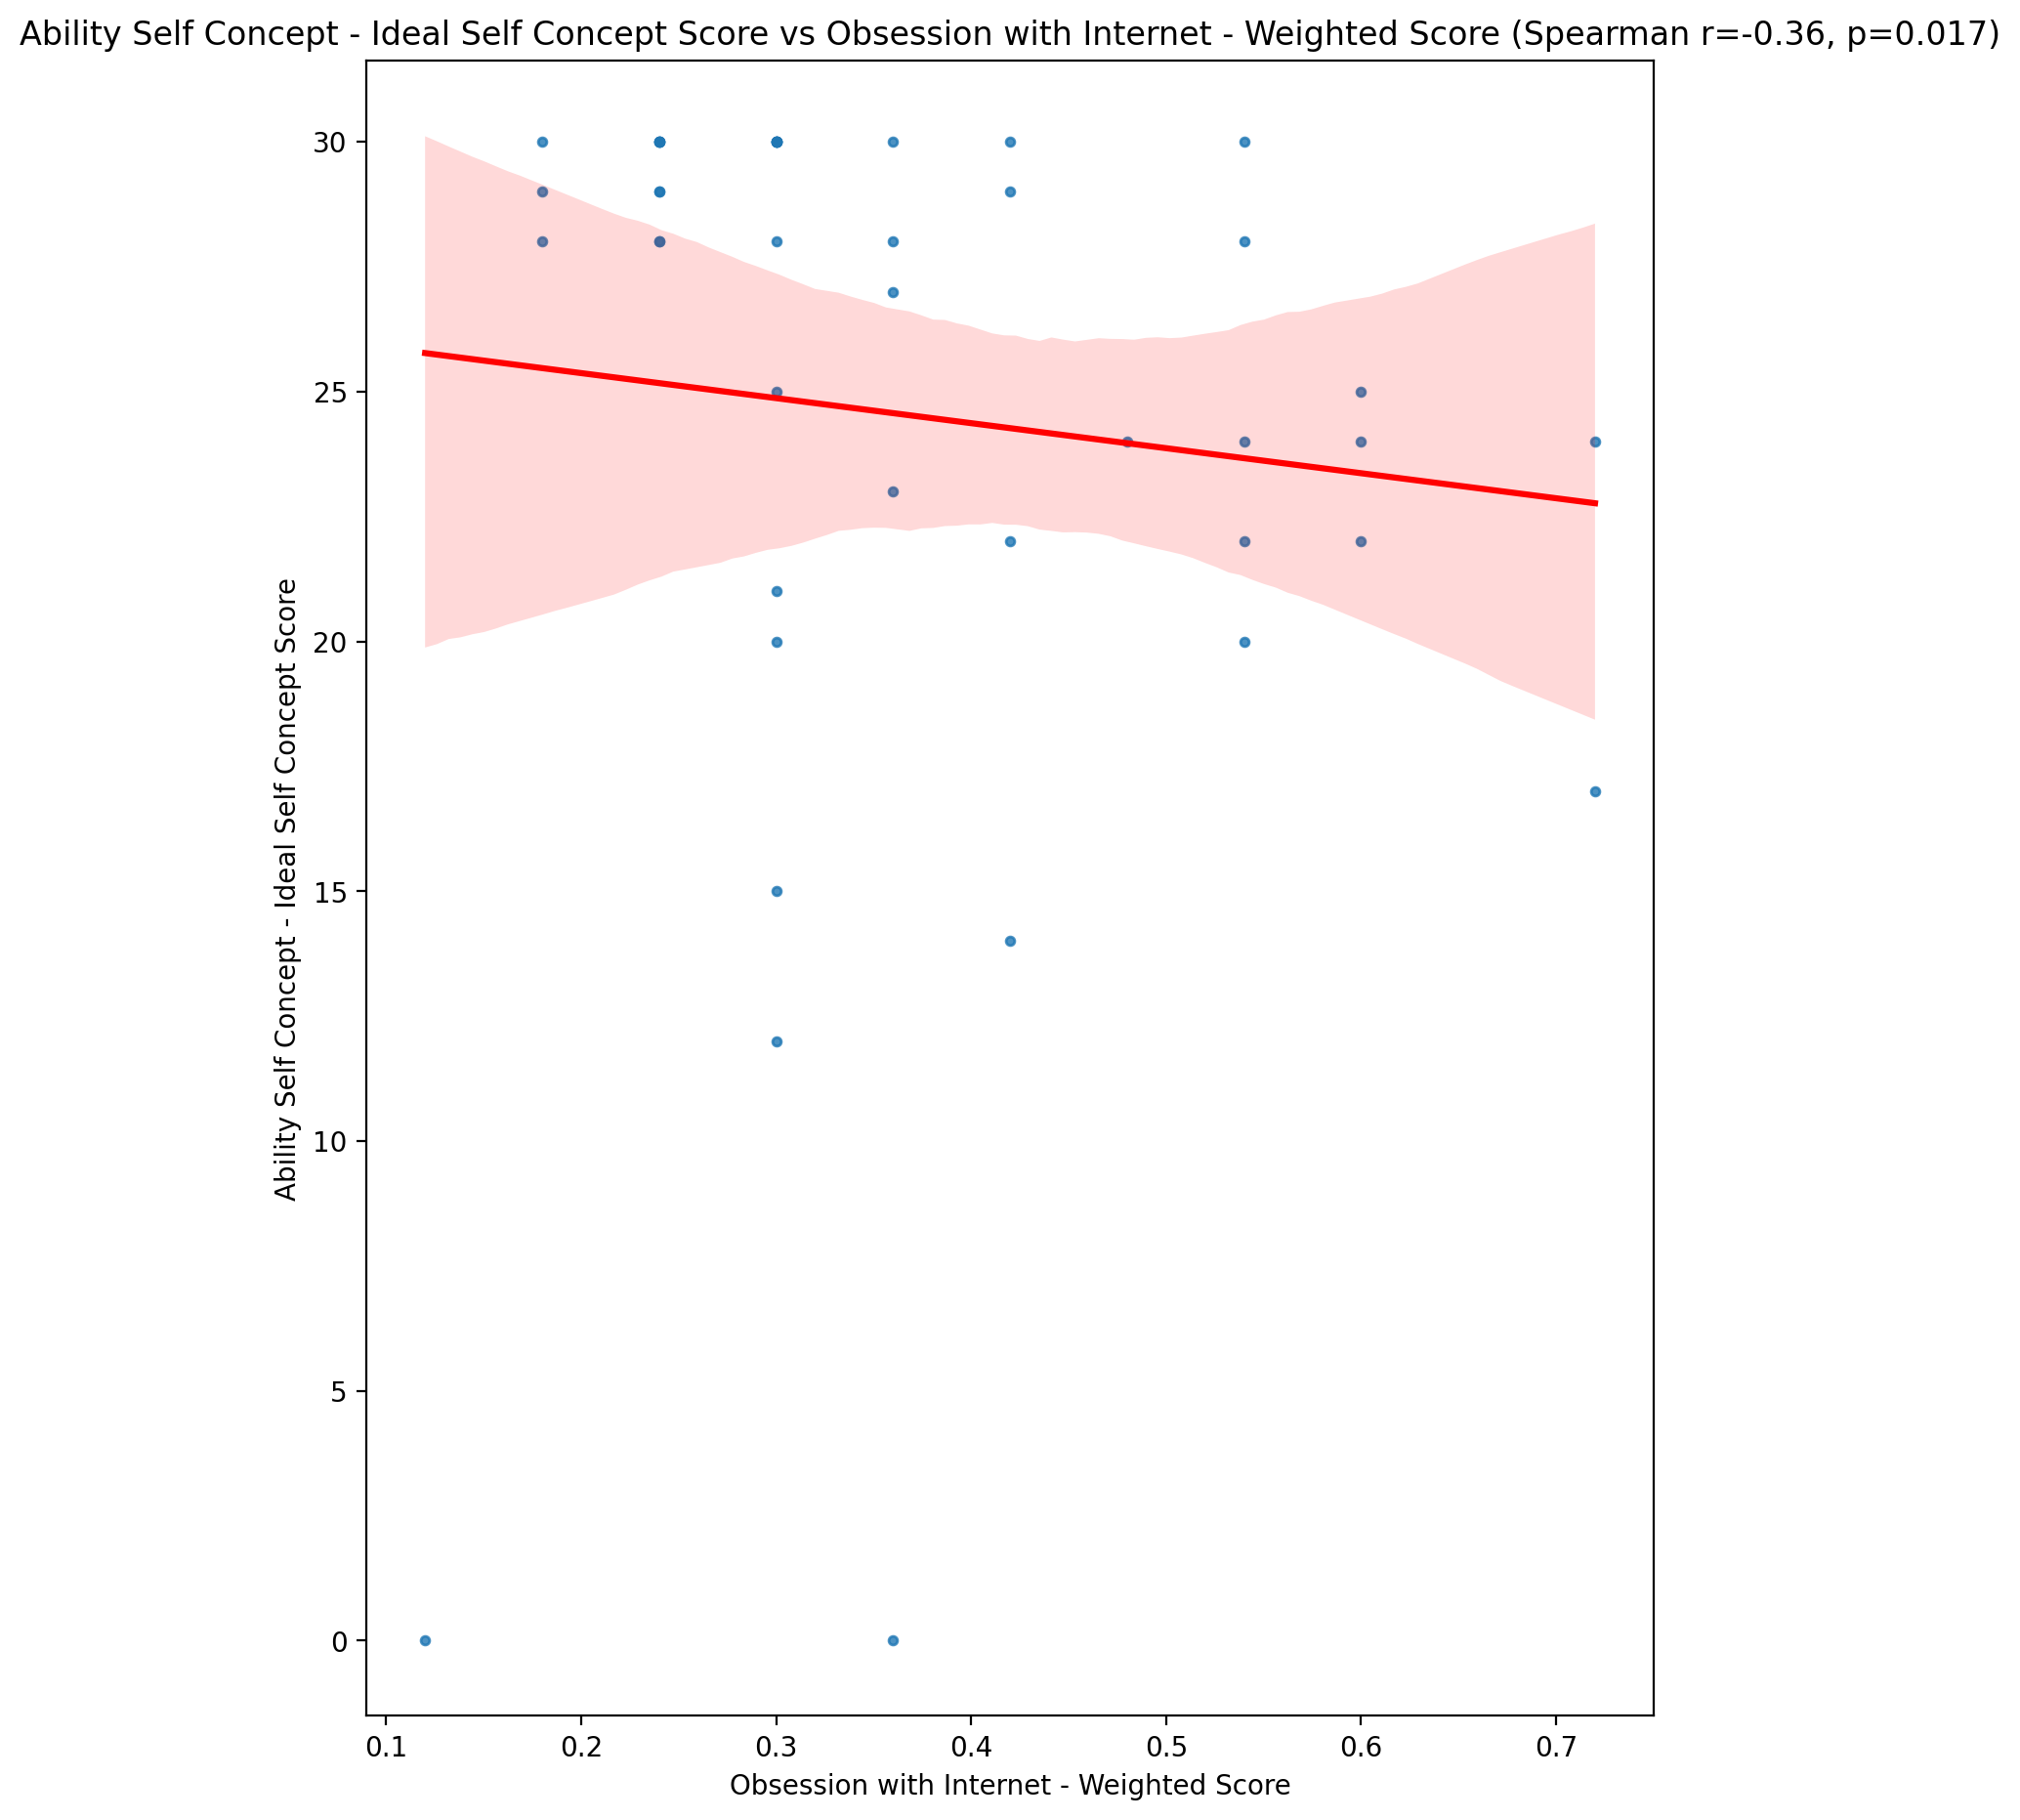 Ability Self Concept - Ideal Self Concept Score vs Obsession with Internet - Weighted Score (Spearman r=-0.36, p=0.017)
Ability Self Concept - Ideal Self Concept Score
30
25
20
15
10
5
0
0.1 0.2 0.3 0.4 0.5 0.6 0.7
Obsession with Internet - Weighted Score